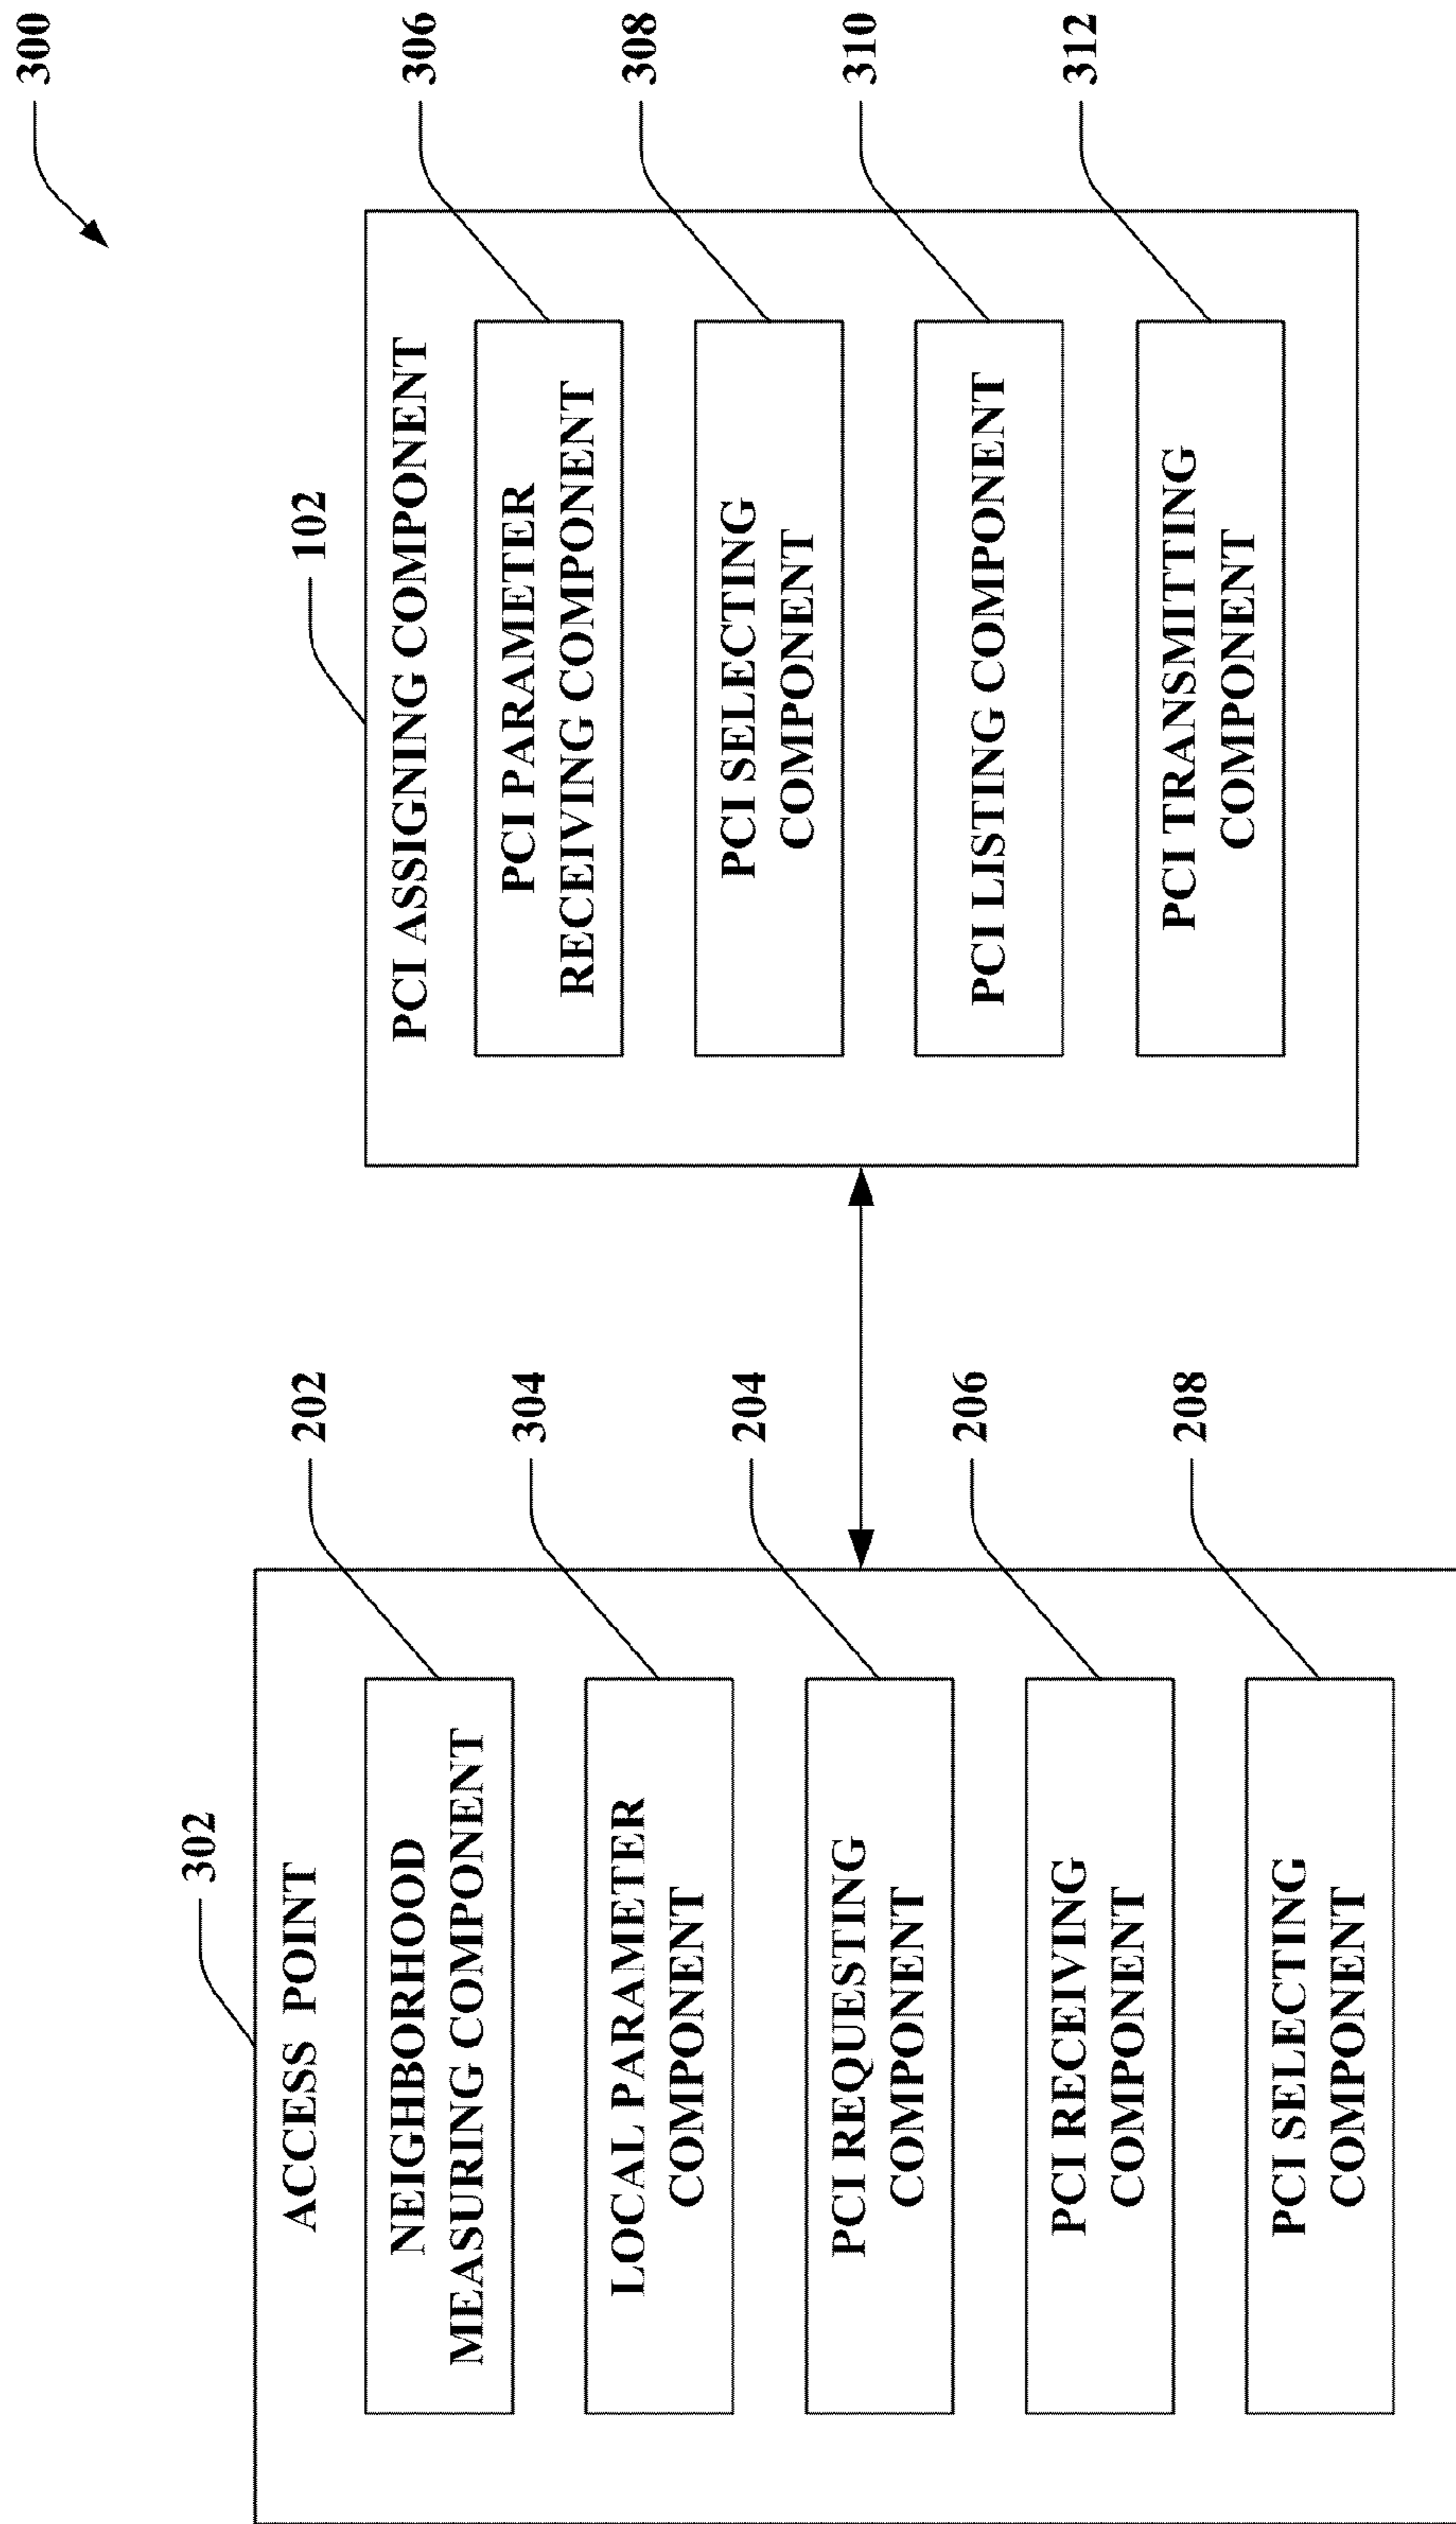 300
302
ACCESS POINT
202
NEIGHBORHOOD
MEASURING COMPONENT
304
LOCAL PARAMETER
COMPONENT
204
PCI REQUESTING
COMPONENT
206
PCI RECEIVING
COMPONENT
208
PCI SELECTING
COMPONENT
102
PCI ASSIGNING COMPONENT
306
PCI PARAMETER
RECEIVING COMPONENT
308
PCI SELECTING
COMPONENT
310
PCI LISTING COMPONENT
312
PCI TRANSMITTING
COMPONENT